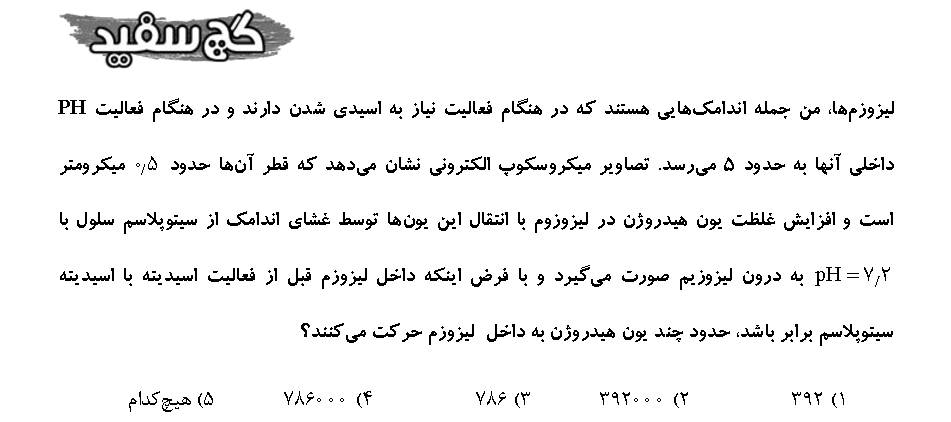 گچ سفید
لیزوزم‌ها، من جمله اندامک‌هایی هستند که در هنگام فعالیت نیاز به اسیدی شدن دارند و در هنگام فعالیت PH
داخلی آنها به حدود ۵ می‌رسد. تصاویر میکروسکوپ الکترونی نشان می‌دهد که قطر آن‌ها حدود ۰٫۵ میکرومتر
است و افزایش غلظت یون هیدروژن در لیزوزوم با انتقال این یون‌ها توسط غشای اندامک از سیتوپلاسم سلول با
pH = ۷٫۲ به درون لیزوزیم صورت می‌گیرد و با فرض اینکه داخل لیزوزم قبل از فعالیت اسیدیته با اسیدیته
سیتوپلاسم برابر باشد، حدود چند یون هیدروژن به داخل لیزوزم حرکت می‌کنند؟
۱) ۳۹۲ ۲) ۳۹۲۰۰۰ ۳) ۷۸۶ ۴) ۷۸۶۰۰۰ ۵) هیچ‌کدام